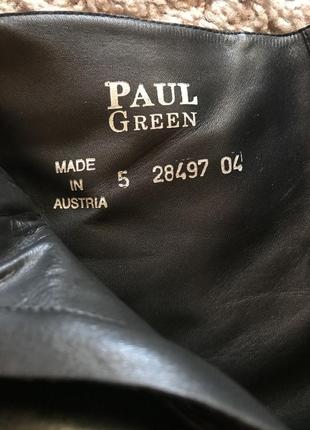 PAUL
GREEN
MADE
IN
AUSTRIA
5 28497 04